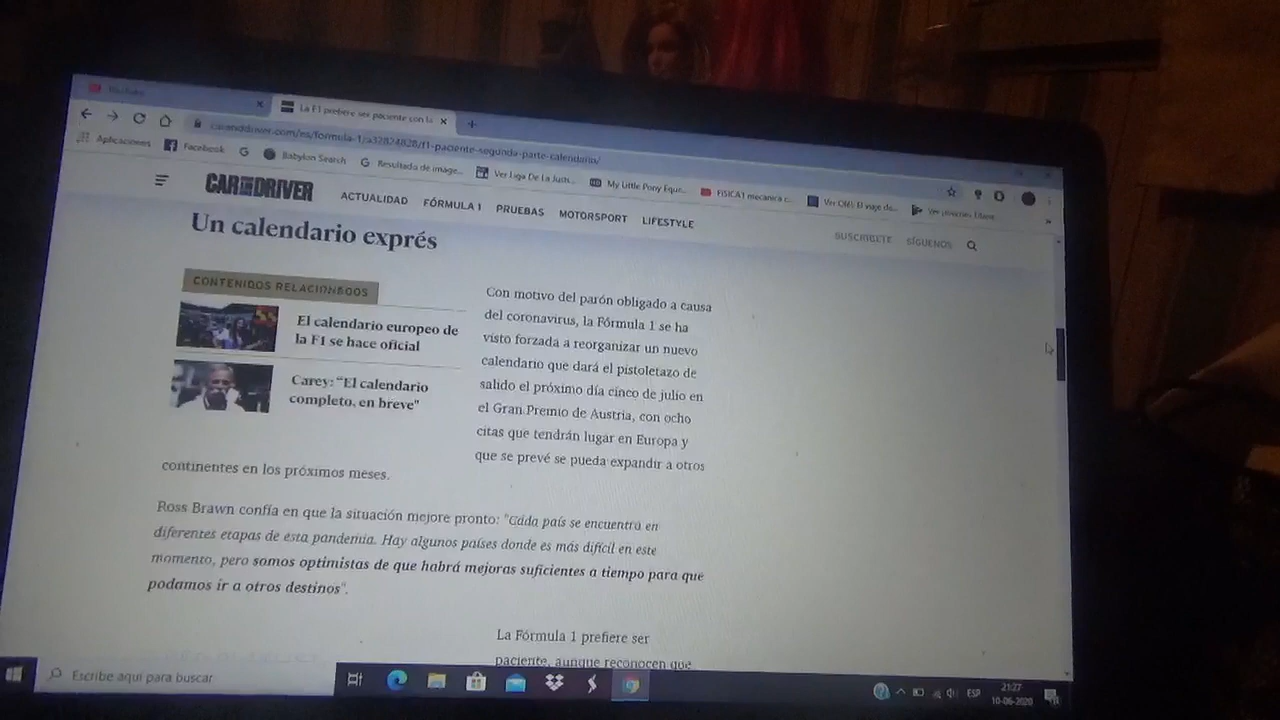 YouTube
La F1 prefiere ser paciente con la
caranddriver.com/es/formula-1/a32824828/f1-paciente-segunda-parte-calendario/
Aplicaciones
Facebook
Babylon Search
Resultado de image...
Ver Liga De La Justi...
My Little Pony Eque...
FISICA1 mecanica c...
CAR AND DRIVER
ACTUALIDAD
FÓRMULA 1
PRUEBAS
MOTORSPORT
LIFESTYLE
SUSCRÍBETE
SÍGUENOS
Un calendario exprés
CONTENIDOS RELACIONADOS
El calendario europeo de
la F1 se hace oficial
Carey: "El calendario
completo, en breve"
Con motivo del parón obligado a causa
del coronavirus, la Fórmula 1 se ha
visto forzada a reorganizar un nuevo
calendario que dará el pistoletazo de
salido el próximo día cinco de julio en
el Gran Premio de Austria, con ocho
citas que tendrán lugar en Europa y
que se prevé se pueda expandir a otros
continentes en los próximos meses.
Ross Brawn confía en que la situación mejore pronto: "Cada país se encuentra en
diferentes etapas de esta pandemia. Hay algunos países donde es más difícil en este
momento, pero somos optimistas de que habrá mejoras suficientes a tiempo para que
podamos ir a otros destinos".
La Fórmula 1 prefiere ser
paciente, aunque reconocen que
Escribe aquí para buscar
ESP
21:27
10-06-2020